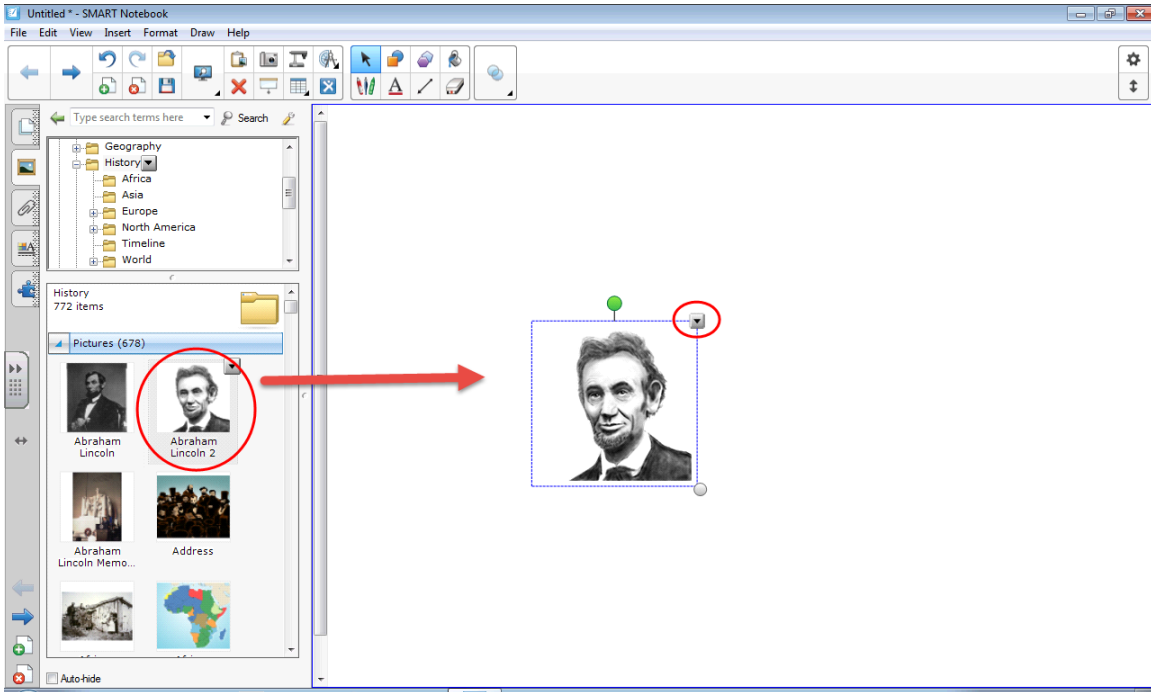 Untitled * - SMART Notebook
File Edit View Insert Format Draw Help
Type search terms here
Search
Geography
History
Africa
Asia
Europe
North America
Timeline
World
History
772 items
Pictures (678)
Abraham
Lincoln
Abraham
Lincoln 2
Abraham
Lincoln Memo...
Address
Auto-hide